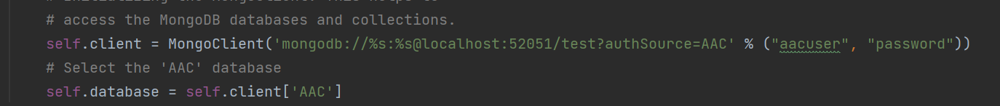 # access the MongoDB databases and collections.
self.client = MongoClient('mongodb://%s:%s@localhost:52051/test?authSource=AAC' % ("aacuser", "password"))
# Select the 'AAC' database
self.database = self.client['AAC']